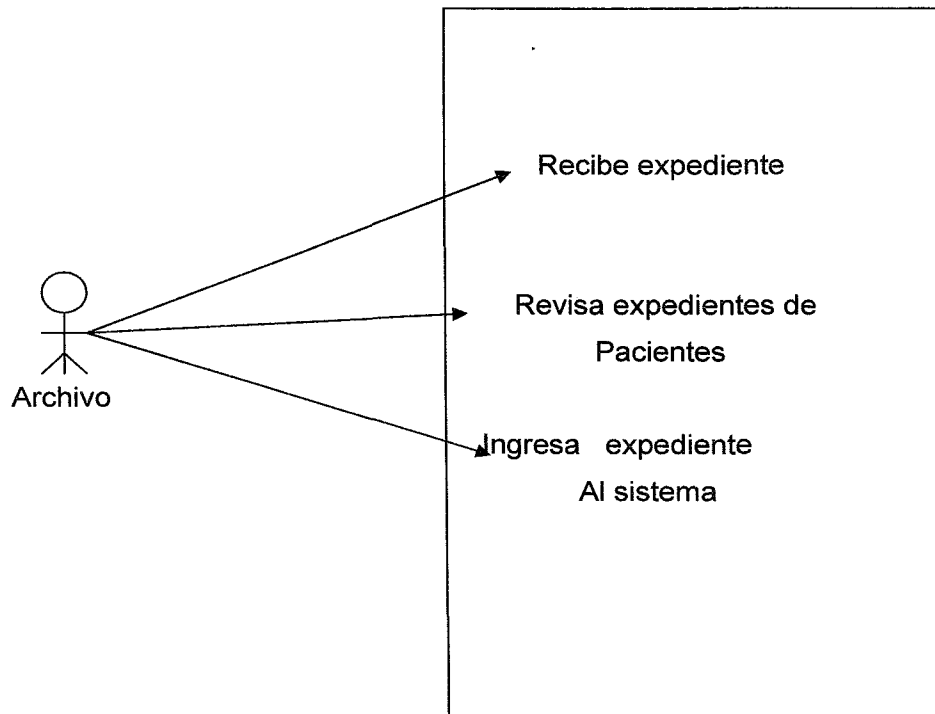 Recibe expediente
Revisa expedientes de
Pacientes
Archivo
Ingresa expediente
Al sistema